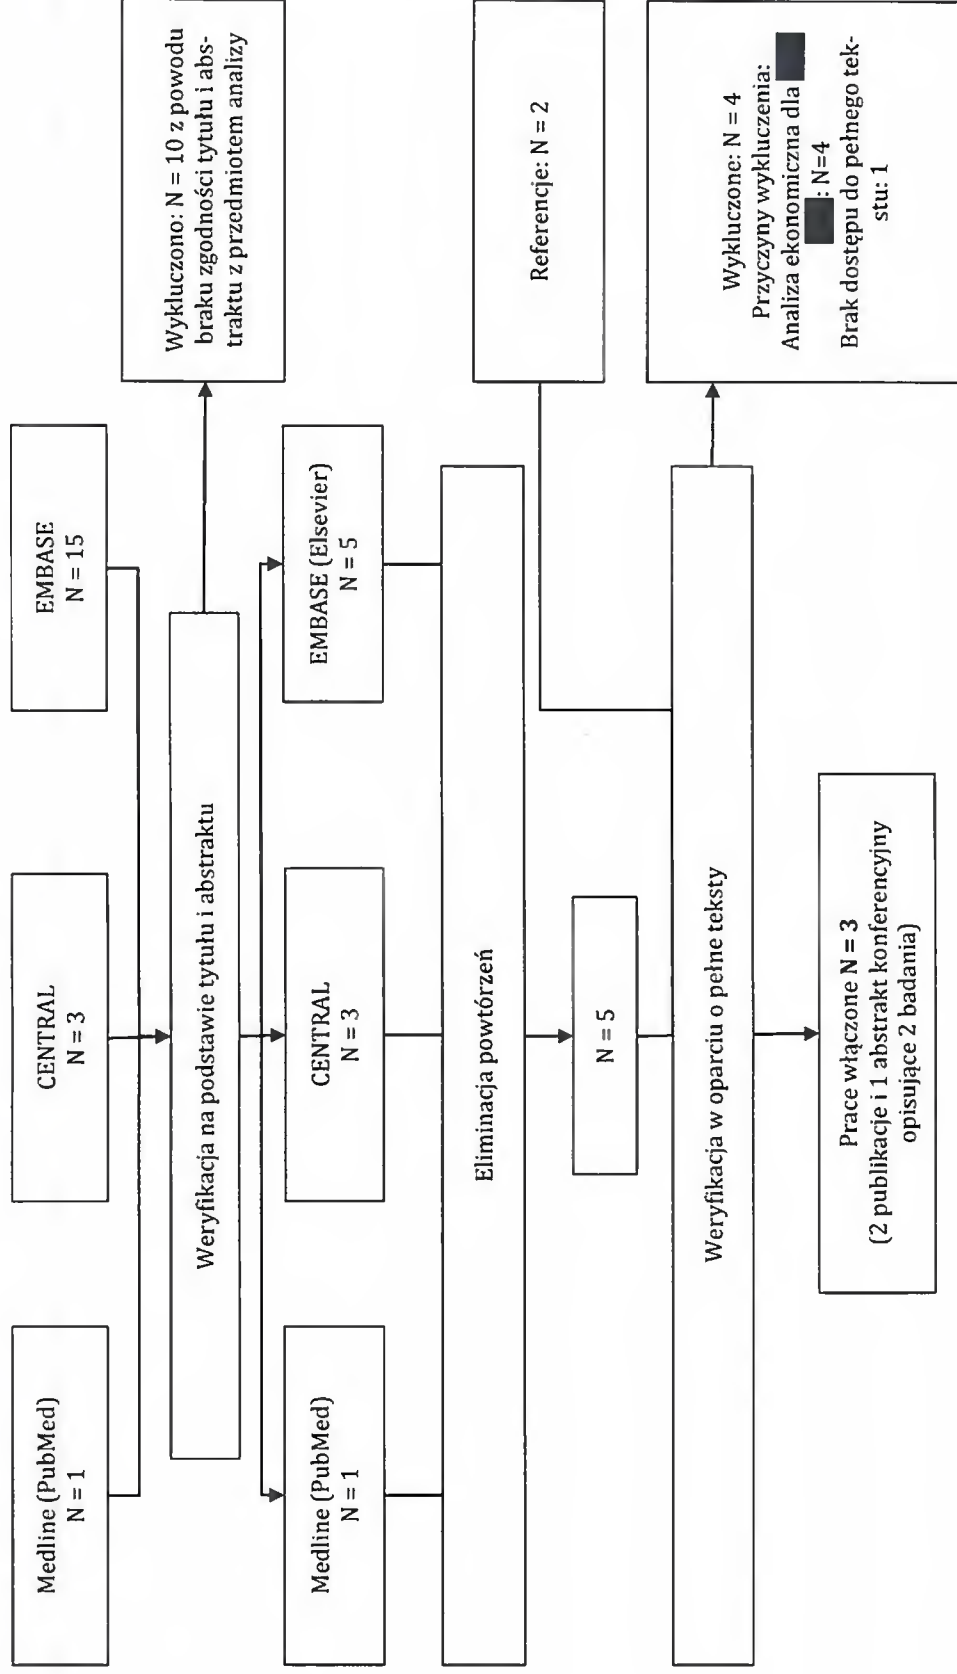 Medline (PubMed)
N = 1
CENTRAL
N = 3
EMBASE
N = 15
Weryfikacja na podstawie tytułu i abstraktu
Wykluczono: N = 10 z powodu
braku zgodności tytułu i abs-
traktu z przedmiotem analizy
Medline (PubMed)
N = 1
CENTRAL
N = 3
EMBASE (Elsevier)
N = 5
Eliminacja powtórzeń
N = 5
Referencje: N = 2
Weryfikacja w oparciu o pełne teksty
Wykluczone: N = 4
Przyczyny wykluczenia:
Analiza ekonomiczna dla
: N=4
Brak dostępu do pełnego tek-
stu: 1
Prace włączone N = 3
(2 publikacje i 1 abstrakt konferencyjny
opisujące 2 badania)